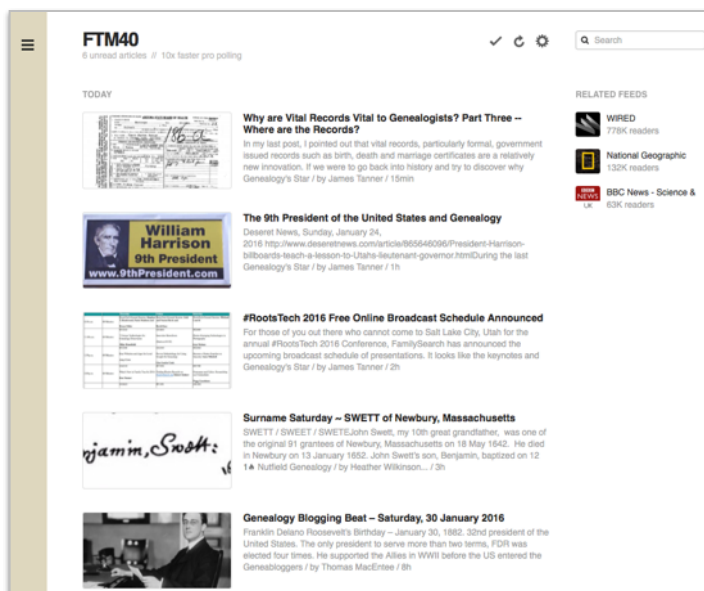 FTM40
6 unread articles // 10x faster pro polling
Search
TODAY
Why are Vital Records Vital to Genealogists? Part Three --
Where are the Records?
In my last post, I pointed out that vital records, particularly formal, government
issued records such as birth, death and marriage certificates are a relatively
new innovation. If we were to go back into history and try to discover why
Genealogy's Star / by James Tanner / 15min
William
Harrison
9th President
www.9thPresident.com
The 9th President of the United States and Genealogy
Deseret News, Sunday, January 24,
2016 http://www.deseretnews.com/article/865646096/President-Harrison-
billboards-teach-a-lesson-to-Utahs-lieutenant-governor.htmlDuring the last
Genealogy's Star / by James Tanner / 1h
#RootsTech 2016 Free Online Broadcast Schedule Announced
For those of you out there who cannot come to Salt Lake City, Utah for the
annual #RootsTech 2016 Conference, FamilySearch has announced the
upcoming broadcast schedule of presentations. It looks like the keynotes and
Genealogy's Star / by James Tanner / 2h
njamin, Swett:
Surname Saturday ~ SWETT of Newbury, Massachusetts
SWETT / SWEET / SWETEJohn Swett, my 10th great grandfather, was one of
the original 91 grantees of Newbury, Massachusetts on 18 May 1642. He died
in Newbury on 13 January 1652. John Swett's son, Benjamin, baptized on 12
1🔥 Nutfield Genealogy / by Heather Wilkinson... / 3h
Genealogy Blogging Beat – Saturday, 30 January 2016
Franklin Delano Roosevelt's Birthday – January 30, 1882. 32nd president of the
United States. The only president to serve more than two terms, FDR was
elected four times. He supported the Allies in WWII before the US entered the
Geneabloggers / by Thomas MacEntee / 8h
RELATED FEEDS
WIRED
778K readers
National Geographic
132K readers
BBC
NEWS
UK
BBC News - Science &
63K readers